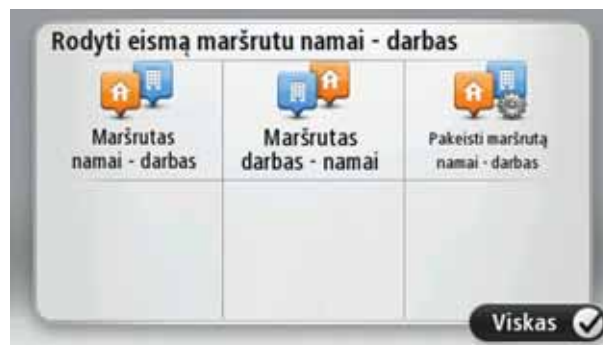 Rodyti eismą maršrutu namai - darbas
Maršrutas
namai - darbas
Maršrutas
darbas - namai
Pakeisti maršrutą
namai - darbas
Viskas